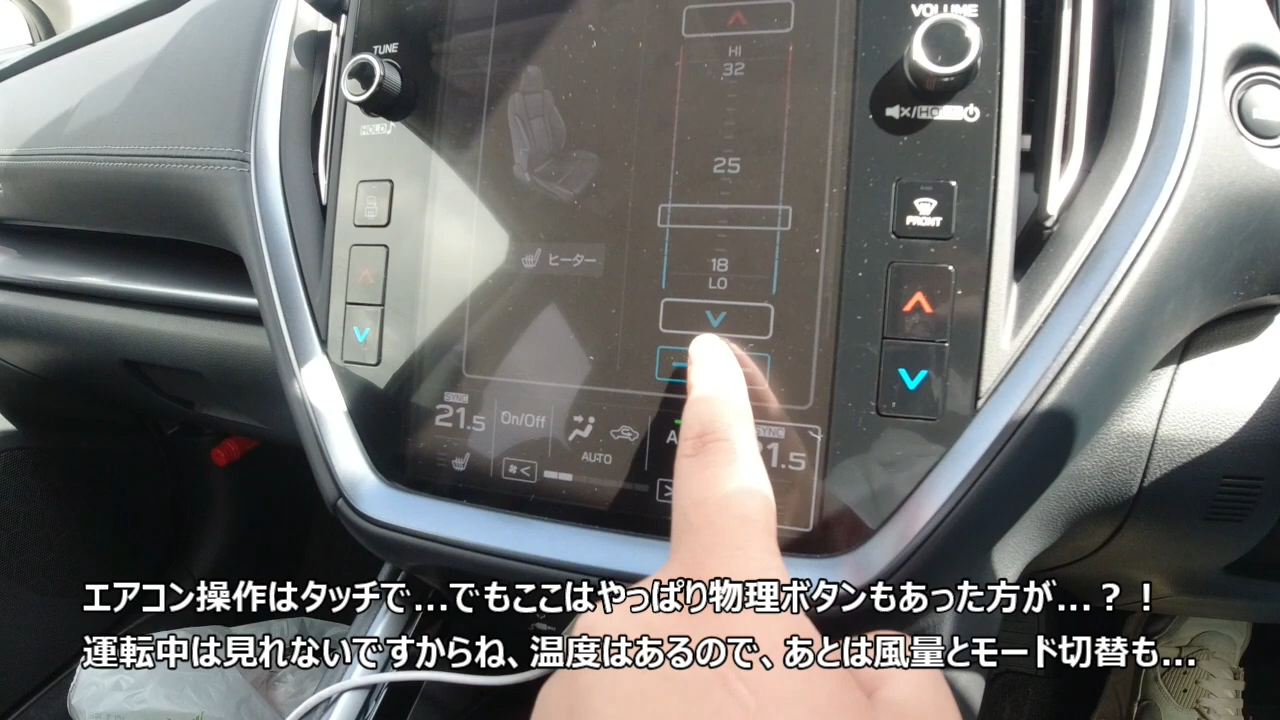 TUNE
HOLD♪
VOLUME
HI
32
25
18
LO
ヒーター
FRONT
SYNC
21.5
On/Off
AUTO
SYNC
1.5
エアコン操作はタッチで…でもここはやっぱり物理ボタンもあった方が…？！
運転中は見れないですからね、温度はあるので、あとは風量とモード切替も…